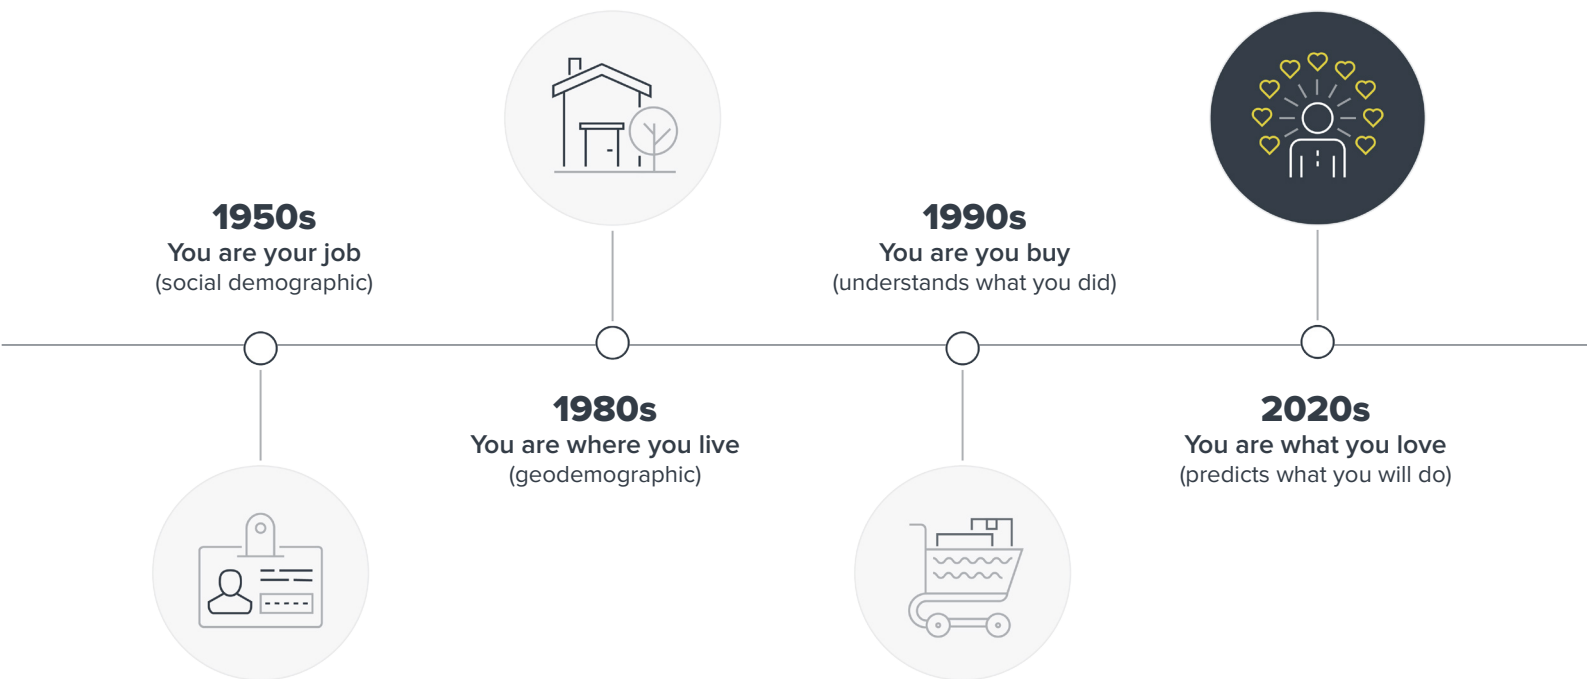 1950s
You are your job
(social demographic)
1980s
You are where you live
(geodemographic)
1990s
You are you buy
(understands what you did)
2020s
You are what you love
(predicts what you will do)